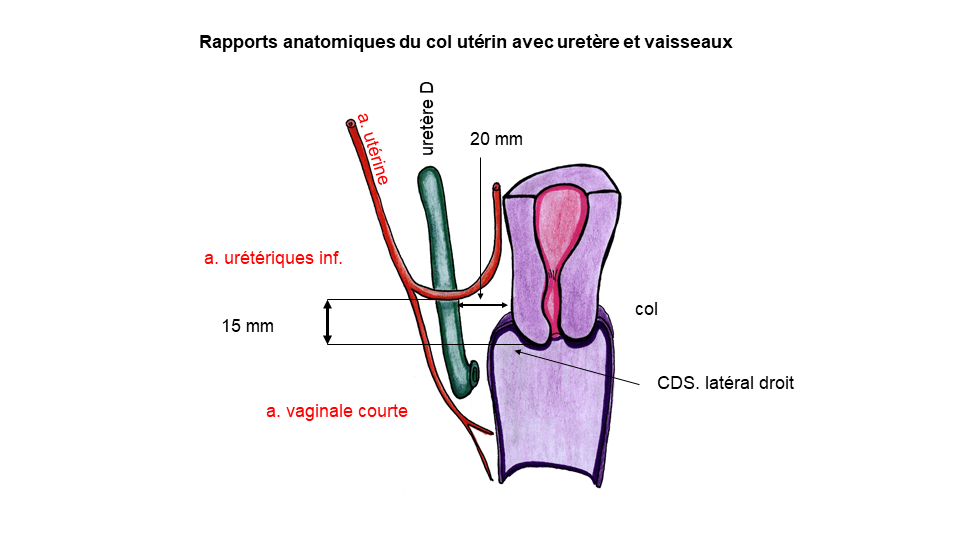 Rapports anatomiques du col utérin avec uretère et vaisseaux
uretère D
a. utérine
20 mm
a. urétériques inf.
15 mm
col
CDS. latéral droit
a. vaginale courte